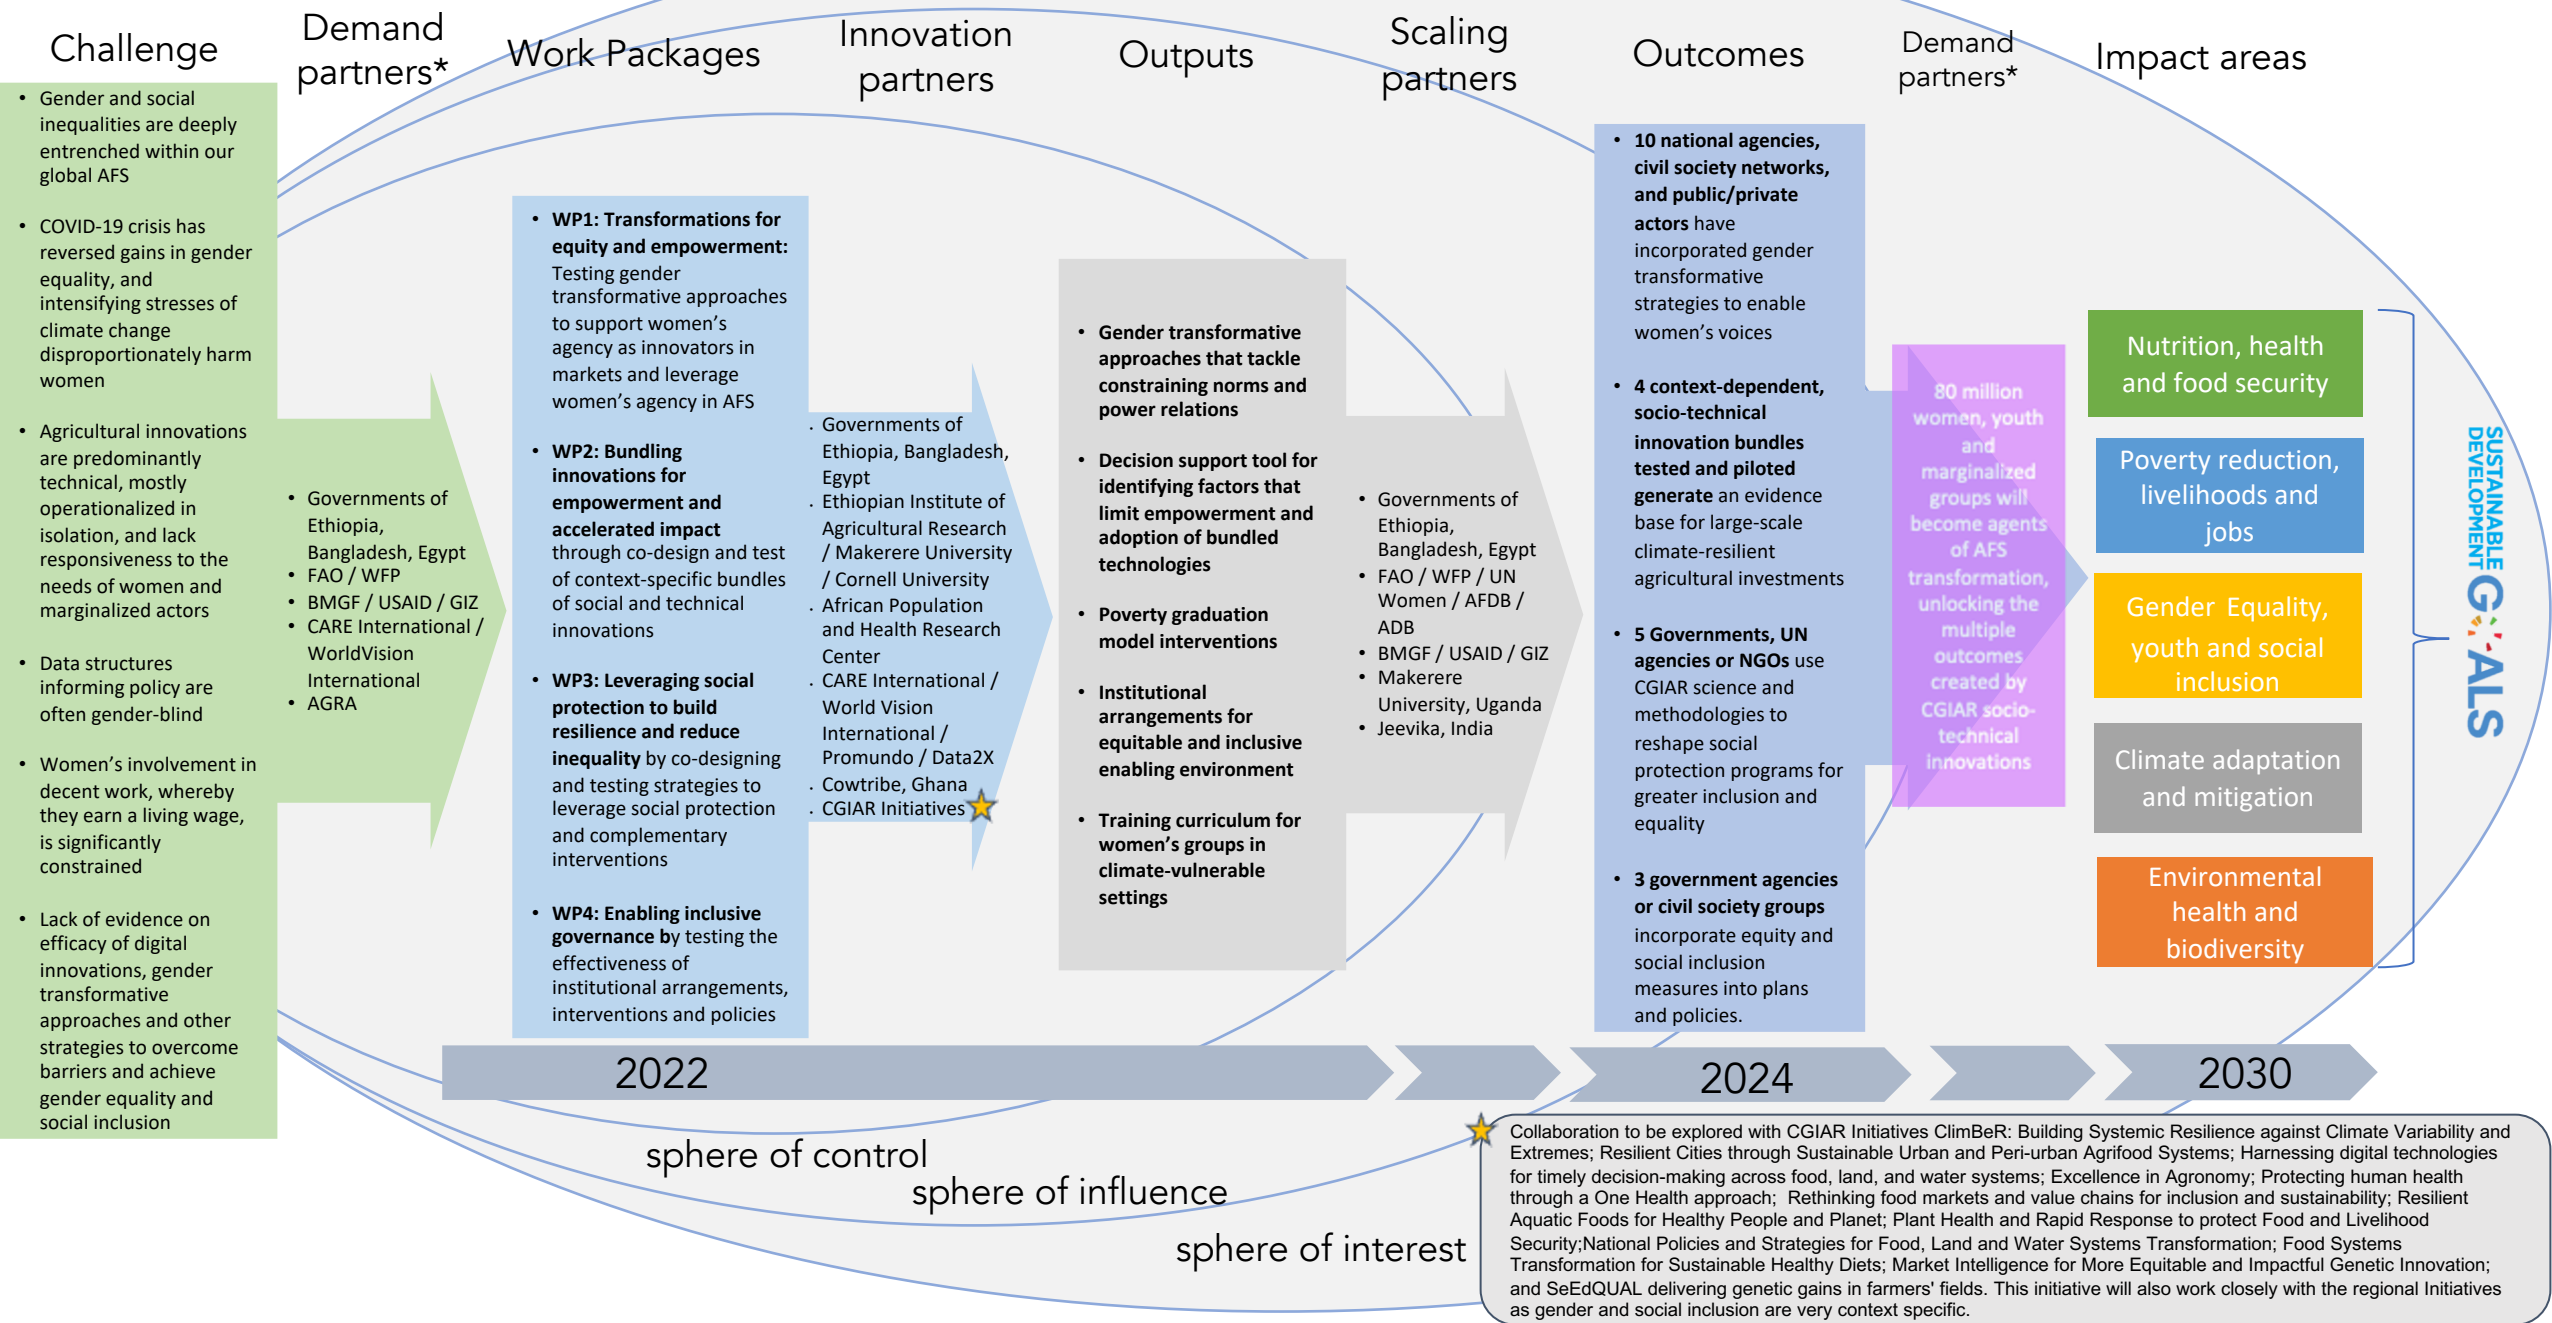 Challenge
Demand
partners*
Work Packages
Innovation
partners
Outputs
Scaling
partners
Outcomes
Demand
partners*
Impact areas
• Gender and social
inequalities are deeply
entrenched within our
global AFS
• COVID-19 crisis has
reversed gains in gender
equality, and
intensifying stresses of
climate change
disproportionately harm
women
• Agricultural innovations
are predominantly
technical, mostly
operationalized in
isolation, and lack
responsiveness to the
needs of women and
marginalized actors
• Data structures
informing policy are
often gender-blind
• Women's involvement in
decent work, whereby
they earn a living wage,
is significantly
constrained
• Lack of evidence on
efficacy of digital
innovations, gender
transformative
approaches and other
strategies to overcome
barriers and achieve
gender equality and
social inclusion
• Governments of
Ethiopia,
Bangladesh, Egypt
• FAO / WFP
• BMGF / USAID / GIZ
• CARE International /
WorldVision
International
• AGRA
• WP1: Transformations for
equity and empowerment:
Testing gender
transformative approaches
to support women's
agency as innovators in
markets and leverage
women's agency in AFS
• WP2: Bundling
innovations for
empowerment and
accelerated impact
through co-design and test
of context-specific bundles
of social and technical
innovations
• WP3: Leveraging social
protection to build
resilience and reduce
inequality by co-designing
and testing strategies to
leverage social protection
and complementary
interventions
• WP4: Enabling inclusive
governance by testing the
effectiveness of
institutional arrangements,
interventions and policies
. Governments of
Ethiopia, Bangladesh,
Egypt
. Ethiopian Institute of
Agricultural Research
/ Makerere University
/ Cornell University
. African Population
and Health Research
Center
. CARE International /
World Vision
International /
Promundo / Data2X
. Cowtribe, Ghana
. CGIAR Initiatives
• Gender transformative
approaches that tackle
constraining norms and
power relations
• Decision support tool for
identifying factors that
limit empowerment and
adoption of bundled
technologies
• Poverty graduation
model interventions
• Institutional
arrangements for
equitable and inclusive
enabling environment
• Training curriculum for
women's groups in
climate-vulnerable
settings
• Governments of
Ethiopia,
Bangladesh, Egypt
• FAO / WFP / UN
Women / AFDB /
ADB
• BMGF / USAID / GIZ
• Makerere
University, Uganda
• Jeevika, India
• 10 national agencies,
civil society networks,
and public/private
actors have
incorporated gender
transformative
strategies to enable
women's voices
• 4 context-dependent,
socio-technical
innovation bundles
tested and piloted
generate an evidence
base for large-scale
climate-resilient
agricultural investments
• 5 Governments, UN
agencies or NGOs use
CGIAR science and
methodologies to
reshape social
protection programs for
greater inclusion and
equality
• 3 government agencies
or civil society groups
incorporate equity and
social inclusion
measures into plans
and policies.
80 million
women, youth
and
marginalized
groups will
become agents
of AFS
transformation,
unlocking the
multiple
outcomes
created by
CGIAR socio-
technical
innovations
Nutrition, health
and food security
Poverty reduction,
livelihoods and
jobs
Gender Equality,
youth and social
inclusion
Climate adaptation
and mitigation
Environmental
health and
biodiversity
SUSTAINABLE
DEVELOPMENT
GOALS
2022
2024
2030
sphere of control
sphere of influence
sphere of interest
Collaboration to be explored with CGIAR Initiatives ClimBeR: Building Systemic Resilience against Climate Variability and
Extremes; Resilient Cities through Sustainable Urban and Peri-urban Agrifood Systems; Harnessing digital technologies
for timely decision-making across food, land, and water systems; Excellence in Agronomy; Protecting human health
through a One Health approach; Rethinking food markets and value chains for inclusion and sustainability; Resilient
Aquatic Foods for Healthy People and Planet; Plant Health and Rapid Response to protect Food and Livelihood
Security;National Policies and Strategies for Food, Land and Water Systems Transformation; Food Systems
Transformation for Sustainable Healthy Diets; Market Intelligence for More Equitable and Impactful Genetic Innovation;
and SeEdQUAL delivering genetic gains in farmers' fields. This initiative will also work closely with the regional Initiatives
as gender and social inclusion are very context specific.